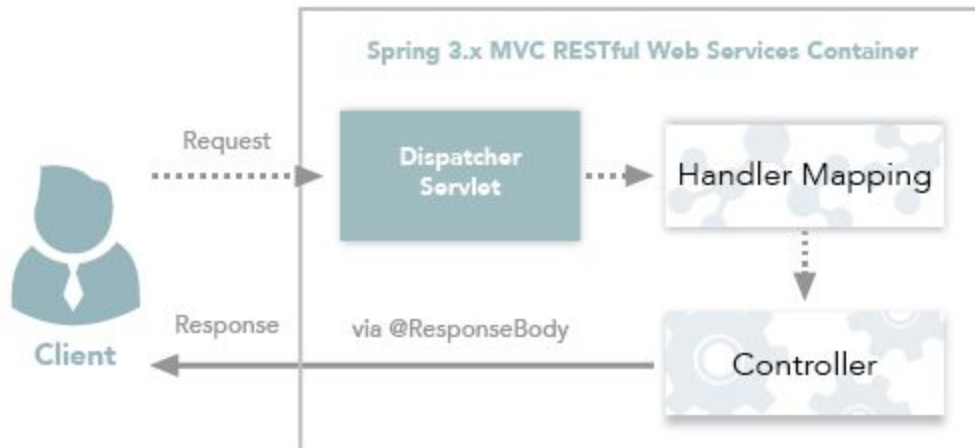 Spring 3.x MVC RESTful Web Services Container
Request
Dispatcher
Servlet
Handler Mapping
Response
via @ResponseBody
Client
Controller